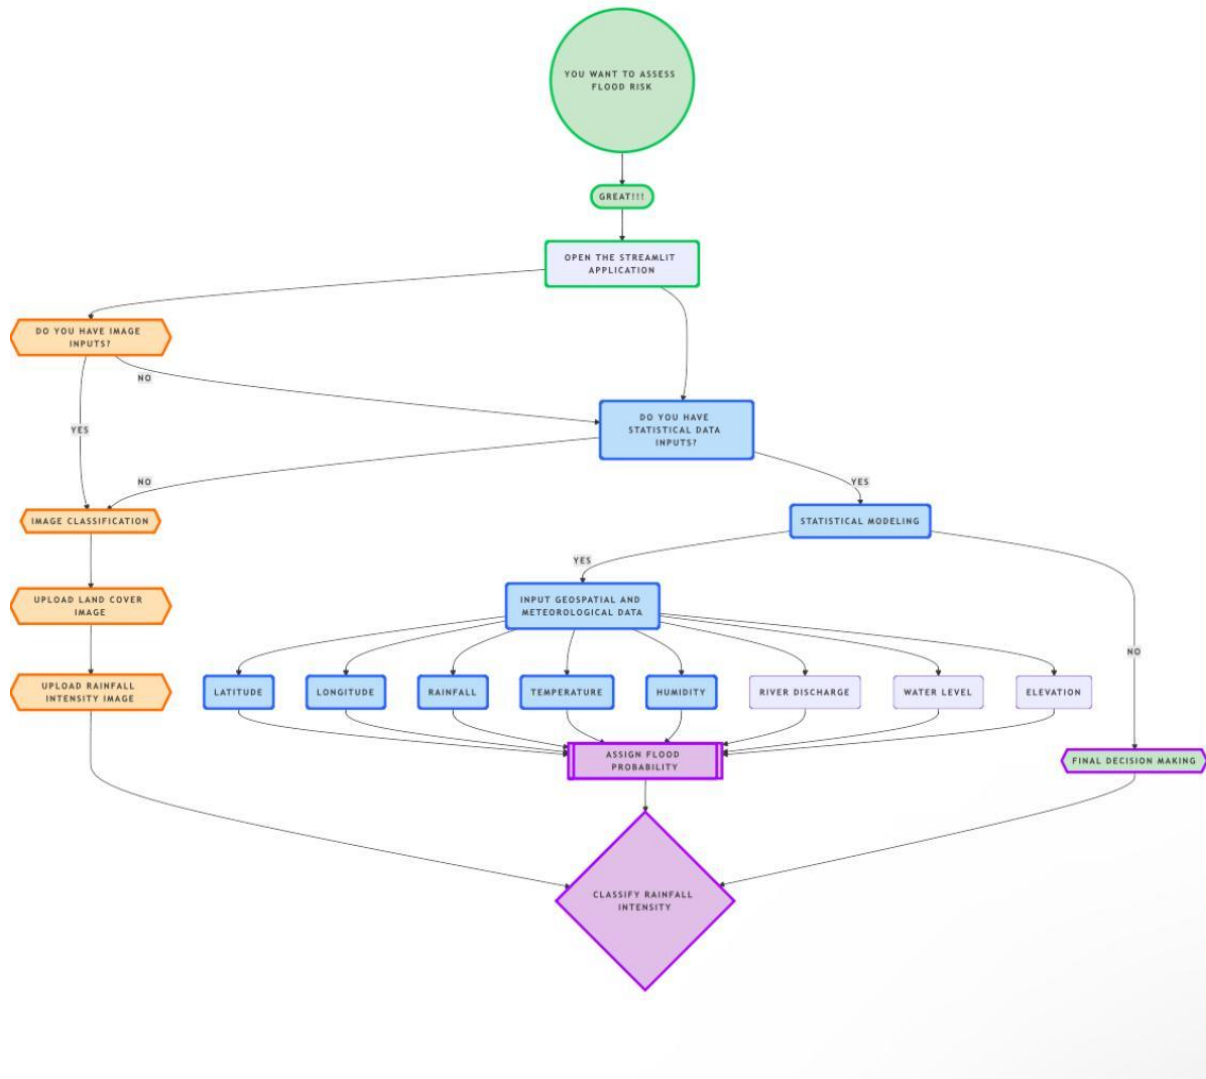 YOU WANT TO ASSESS
FLOOD RISK
GREAT!!!
OPEN THE STREAMLIT
APPLICATION
DO YOU HAVE IMAGE
INPUTS?
NO
YES
DO YOU HAVE
STATISTICAL DATA
INPUTS?
NO
YES
IMAGE CLASSIFICATION
STATISTICAL MODELING
YES
UPLOAD LAND COVER
IMAGE
INPUT GEOSPATIAL AND
METEOROLOGICAL DATA
NO
UPLOAD RAINFALL
INTENSITY IMAGE
LATITUDE
LONGITUDE
RAINFALL
TEMPERATURE
HUMIDITY
RIVER DISCHARGE
WATER LEVEL
ELEVATION
ASSIGN FLOOD
PROBABILITY
FINAL DECISION MAKING
CLASSIFY RAINFALL
INTENSITY